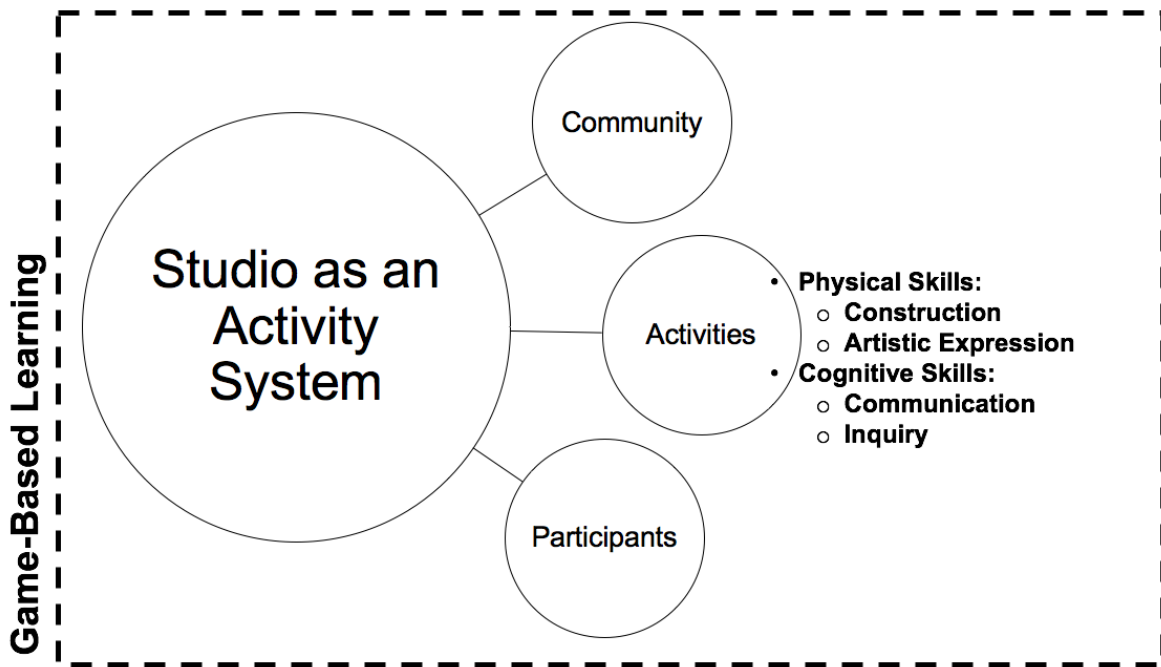 Game-Based Learning
Studio as an
Activity
System
Community
Activities
Participants
• Physical Skills:
o Construction
o Artistic Expression
• Cognitive Skills:
o Communication
o Inquiry